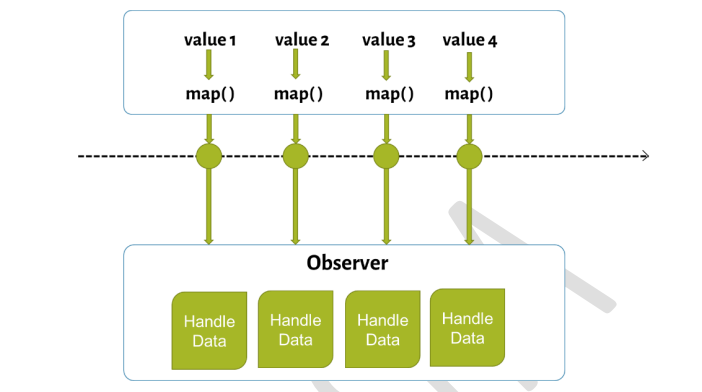 value 1 value 2 value 3 value 4
map( ) map( ) map( ) map( )
Observer
Handle Handle Handle Handle
Data Data Data Data